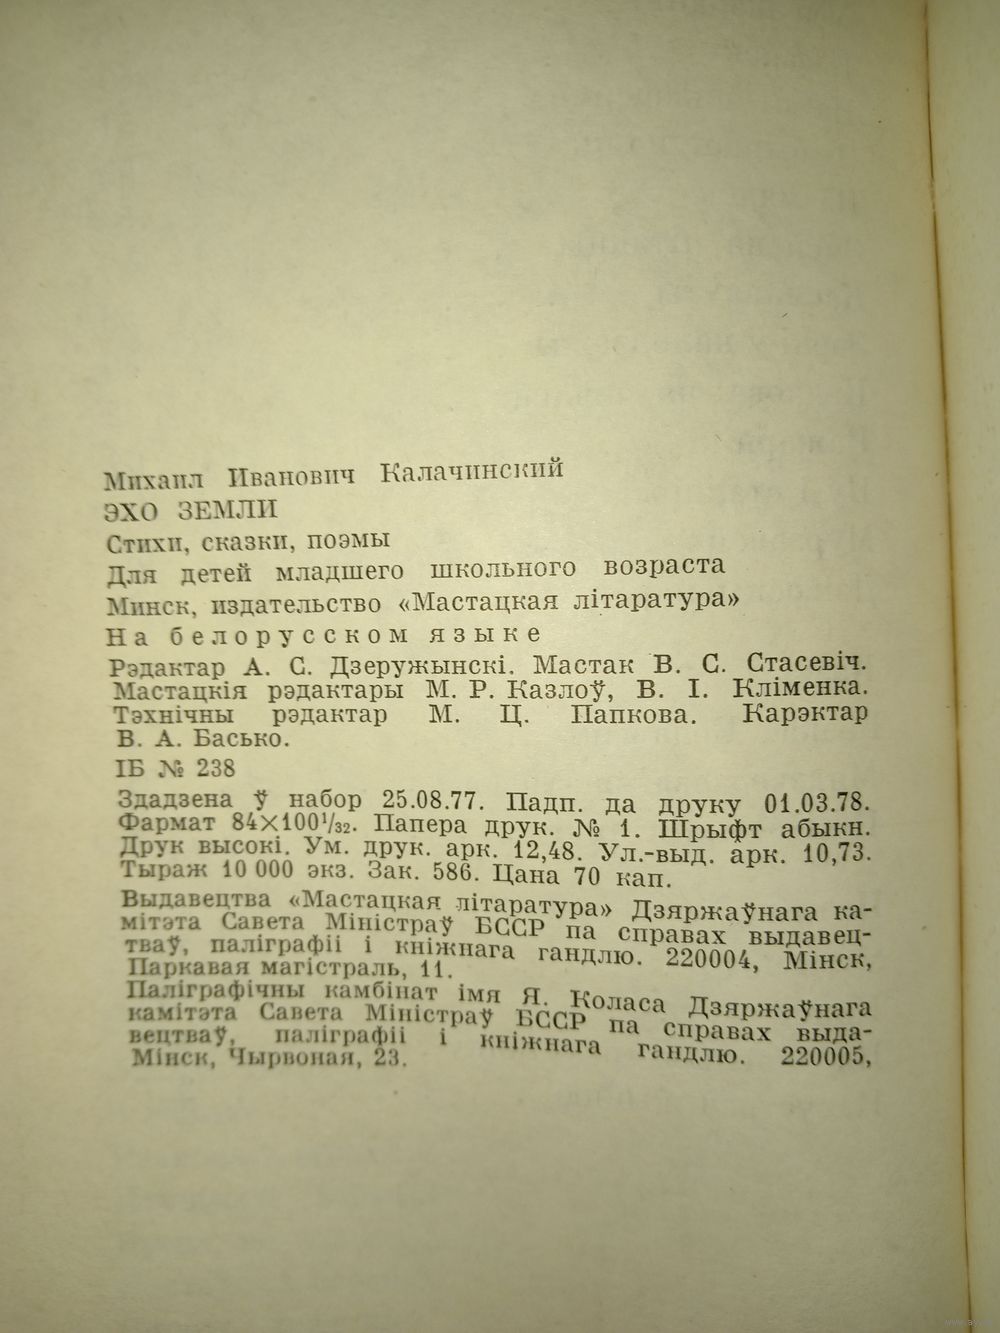 Михаил Иванович Калачинский
ЭХО ЗЕМЛИ
Стихи, сказки, поэмы
Для детей младшего школьного возраста
Минск, издательство «Мастацкая літаратура»
На белорусском языке
Рэдактар А. С. Дзеружынскі. Мастак В. С. Стасевіч.
Мастацкія рэдактары М. Р. Казлоў, В. І. Кліменка.
Тэхнічны рэдактар М. Ц. Папкова. Карэктар
В. А. Басько.
ІБ № 238
Здадзена ў набор 25.08.77. Падп. да друку 01.03.78.
Фармат 84×100¹/₃₂. Папера друк. № 1. Шрыфт абыкн.
Друк высокі. Ум. друк. арк. 12,48. Ул.-выд. арк. 10,73.
Тыраж 10 000 экз. Зак. 586. Цана 70 кап.
Выдавецтва «Мастацкая літаратура» Дзяржаўнага ка-
мітэта Савета Міністраў БССР па справах выдавец-
тваў, паліграфіі і кніжнага гандлю. 220004, Мінск,
Паркавая магістраль, 11.
Паліграфічны камбінат імя Я. Коласа Дзяржаўнага
камітэта Савета Міністраў БССР па справах выда-
вецтваў, паліграфіі і кніжнага гандлю. 220005,
Мінск, Чырвоная, 23.